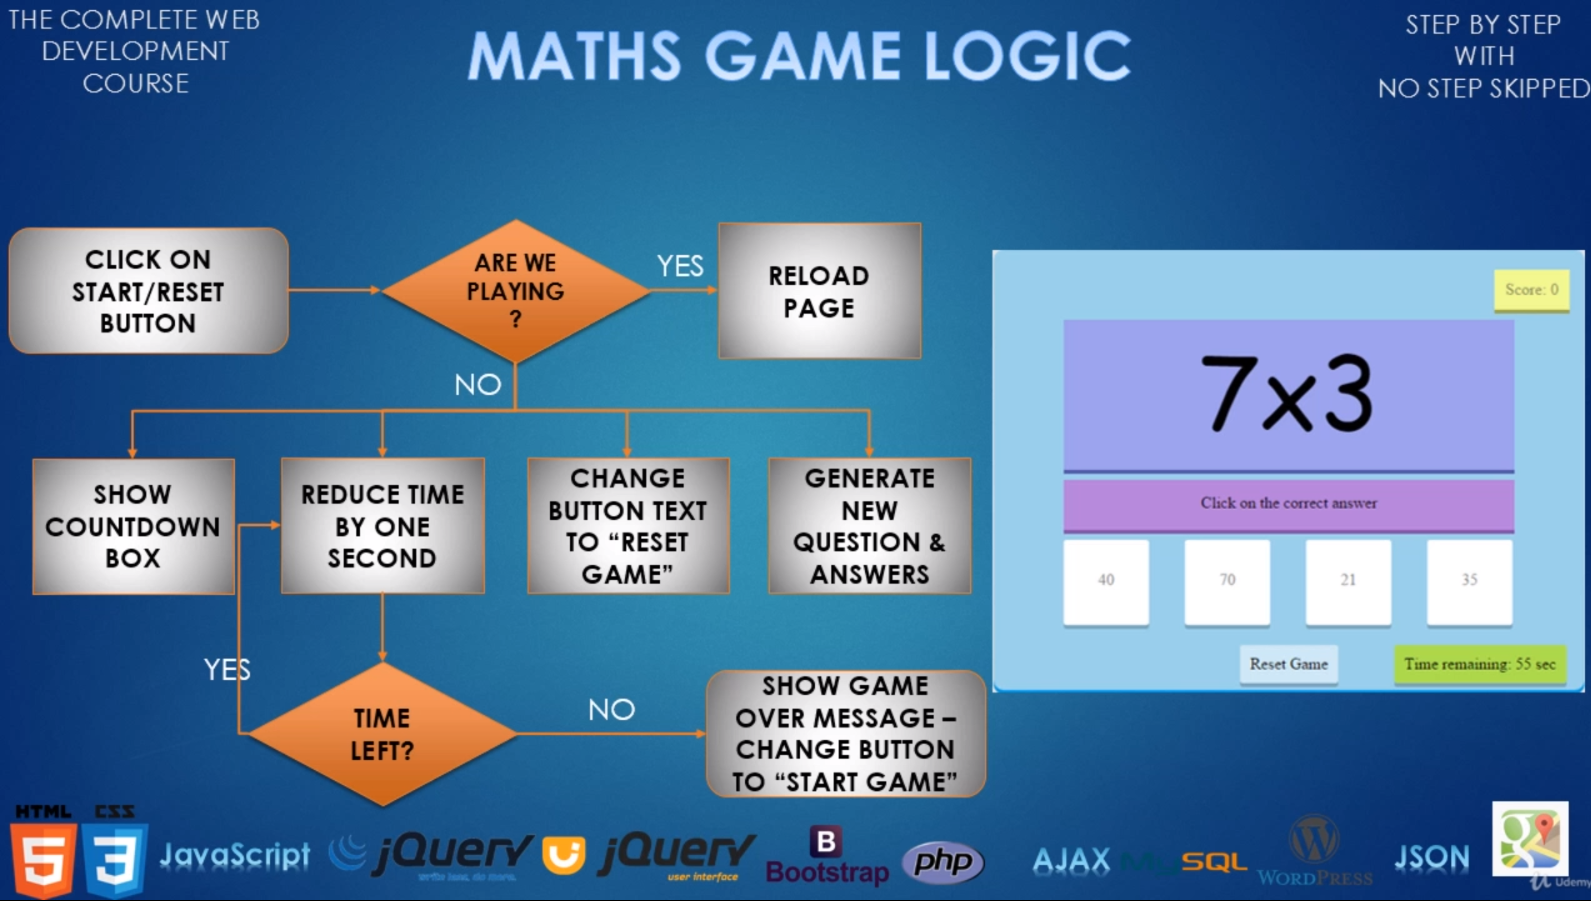 THE COMPLETE WEB
DEVELOPMENT
COURSE
MATHS GAME LOGIC
STEP BY STEP
WITH
NO STEP SKIPPED
CLICK ON
START/RESET
BUTTON
ARE WE
PLAYING
?
YES
RELOAD
PAGE
NO
SHOW
COUNTDOWN
BOX
REDUCE TIME
BY ONE
SECOND
CHANGE
BUTTON TEXT
TO “RESET
GAME”
GENERATE
NEW
QUESTION &
ANSWERS
YES
TIME
LEFT?
NO
SHOW GAME
OVER MESSAGE –
CHANGE BUTTON
TO “START GAME”
Score: 0
7x3
Click on the correct answer
40
70
21
35
Reset Game
Time remaining: 55 sec
HTML
5
CSS
3
JavaScript
jQuery
write less, do more.
jQuery
user interface
B
Bootstrap
php
AJAX
MySQL
W
WORDPRESS
JSON
g
Udemy